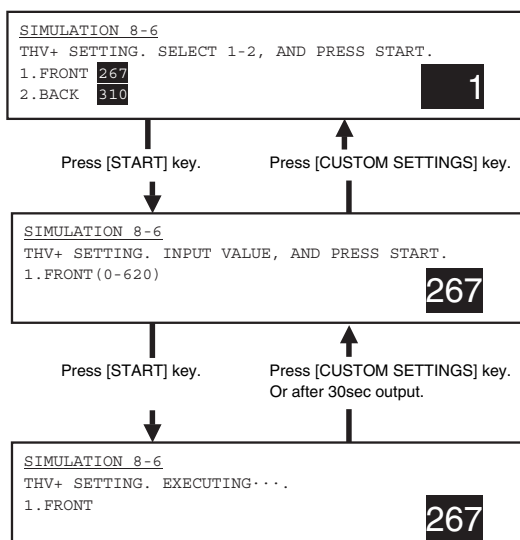 SIMULATION 8-6
THV+ SETTING. SELECT 1-2, AND PRESS START.
1.FRONT 267
2.BACK 310
1
Press [START] key.
Press [CUSTOM SETTINGS] key.
SIMULATION 8-6
THV+ SETTING. INPUT VALUE, AND PRESS START.
1.FRONT(0-620)
267
Press [START] key.
Press [CUSTOM SETTINGS] key.
Or after 30sec output.
SIMULATION 8-6
THV+ SETTING. EXECUTING···.
1.FRONT
267